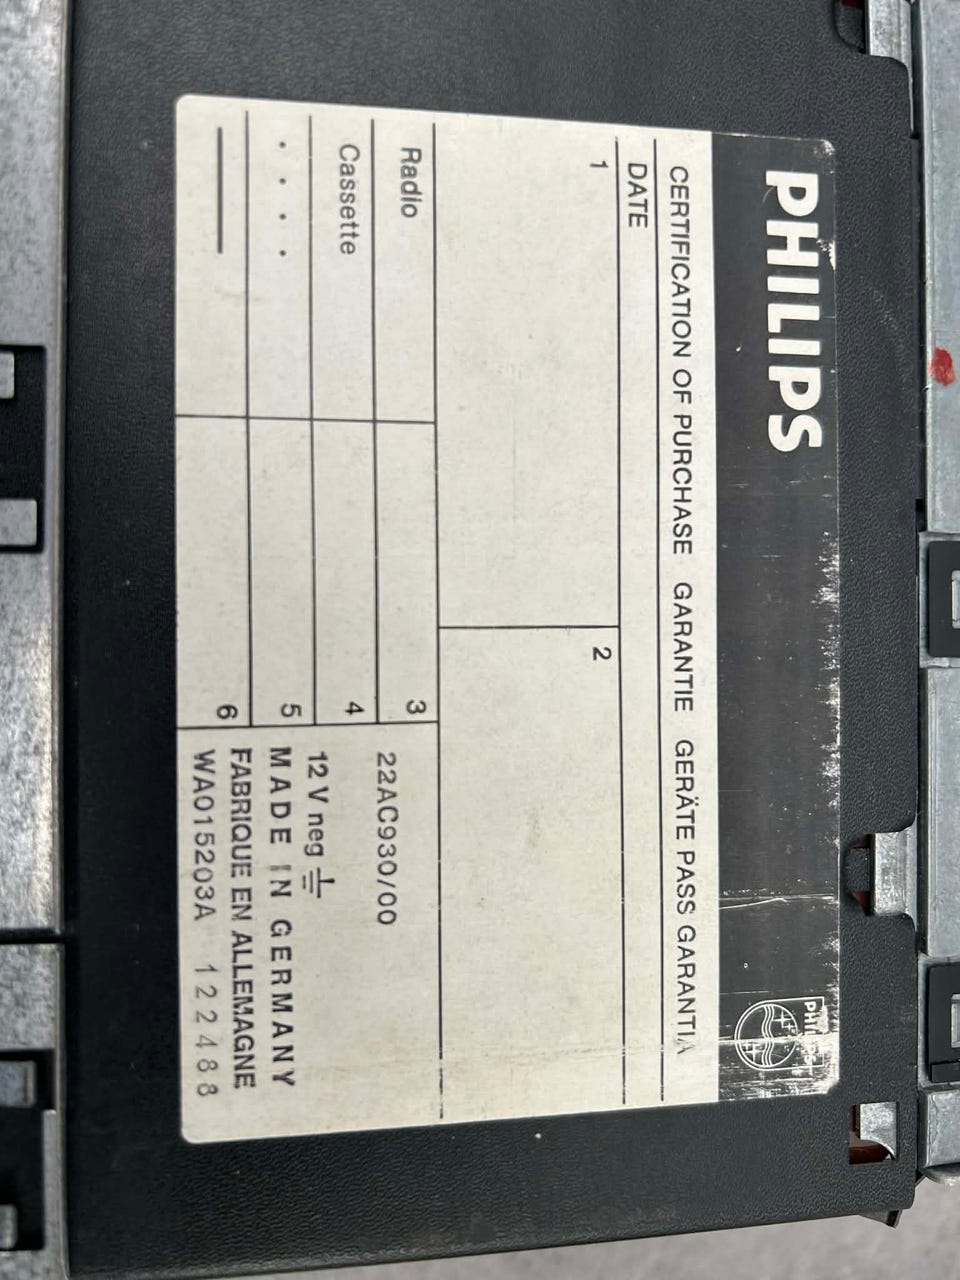 PHILIPS
PHILIPS
CERTIFICATION OF PURCHASE GARANTIE GERÄTE PASS GARANTIA
DATE
1
2
Radio
3
22AC930/00
Cassette
4
12 V neg
. . . .
5
MADE IN GERMANY
6
FABRIQUE EN ALLEMAGNE
WA015203A 122488